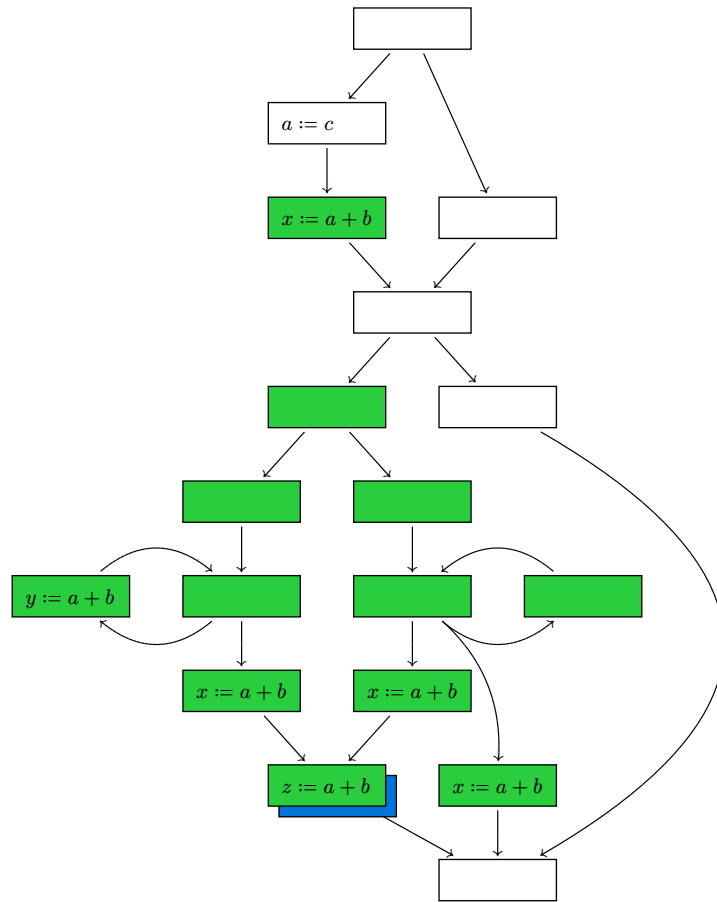 a := c
x := a + b
y := a + b
x := a + b
x := a + b
z := a + b
x := a + b